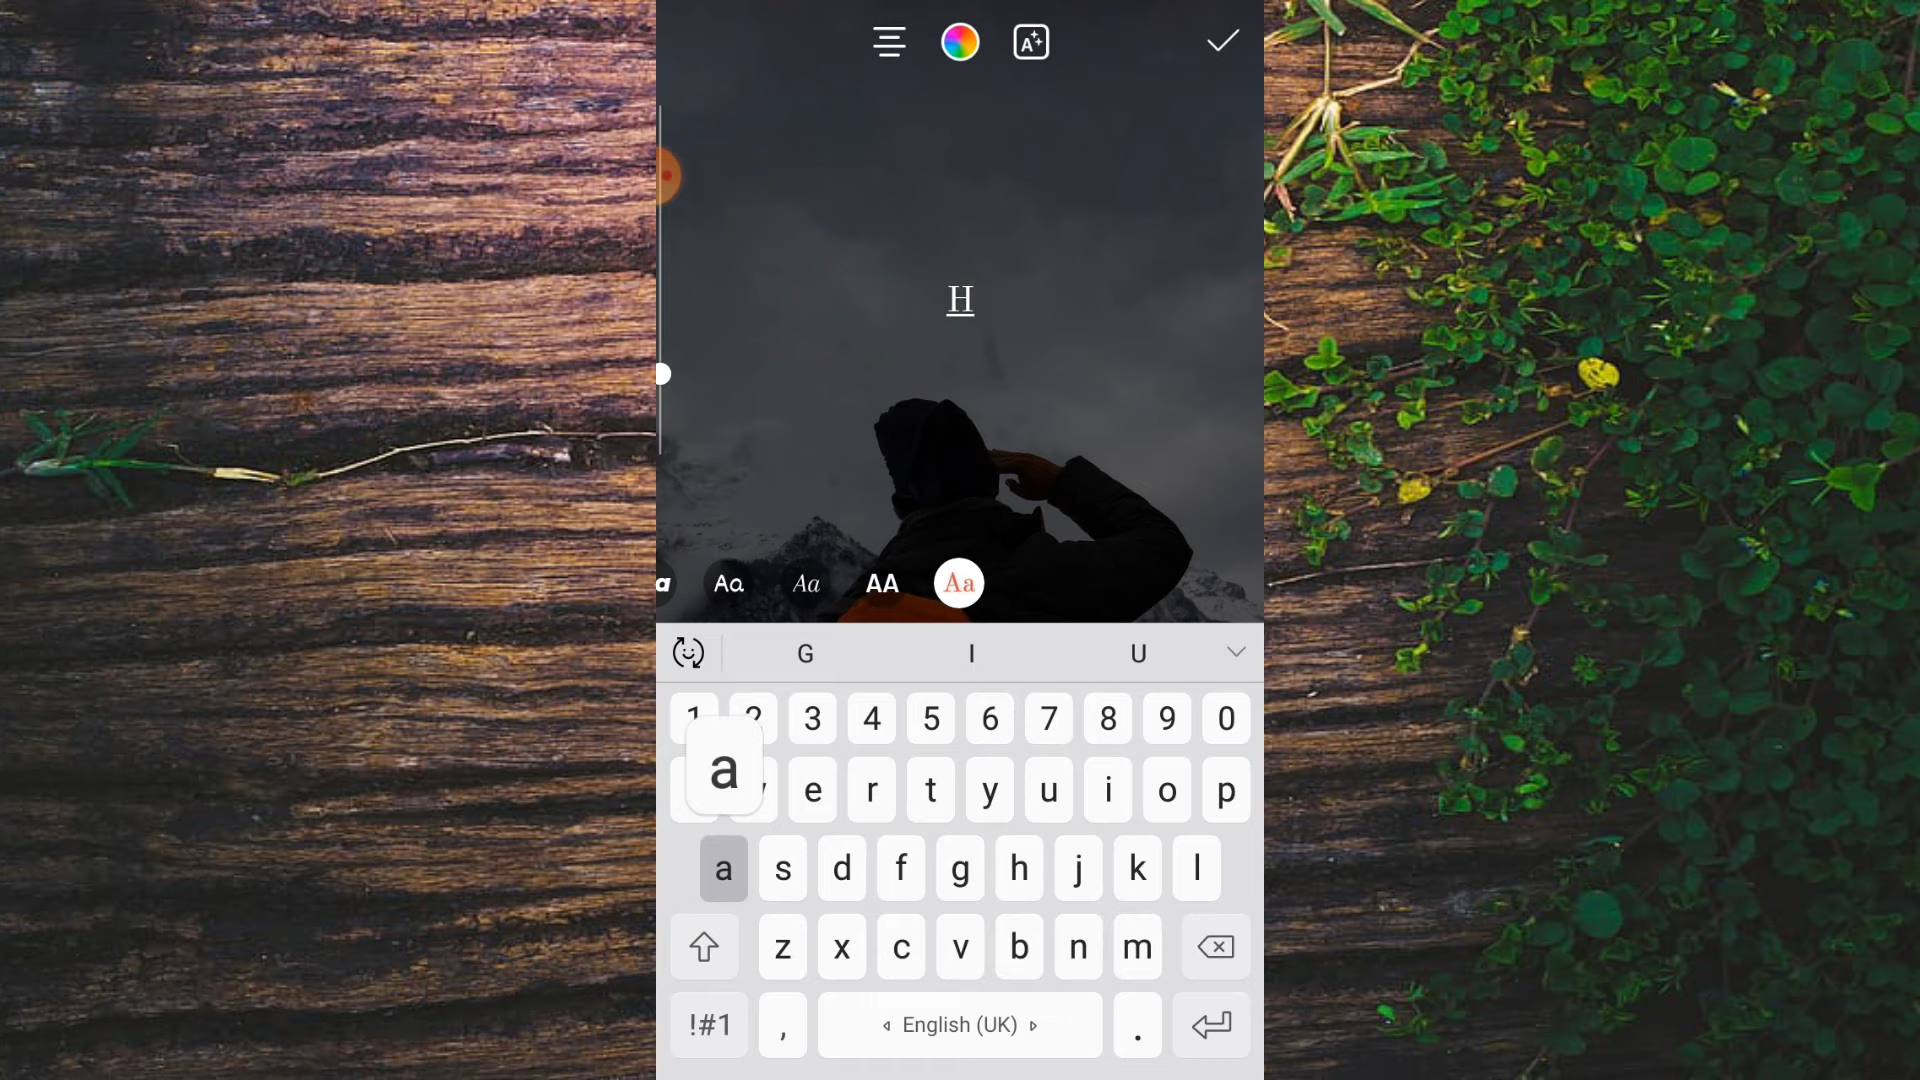 A
H
a Aa Aa AA Aa
G I U
1 2 3 4 5 6 7 8 9 0
a e r t y u i o p
a s d f g h j k l
z x c v b n m
!#1 , English (UK) .